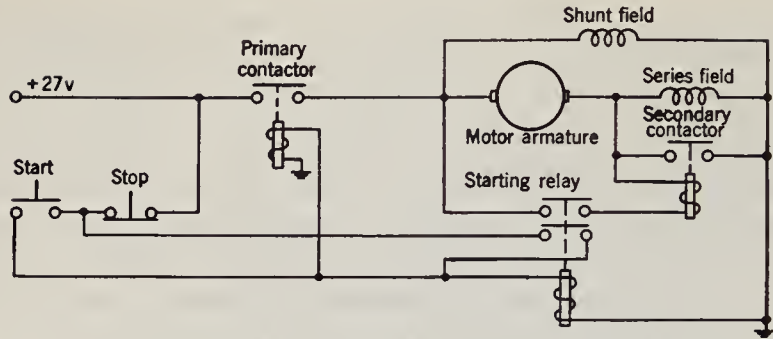 Shunt field
Primary
contactor
+27v
Series field
Secondary
contactor
Motor armature
Start
Stop
Starting relay